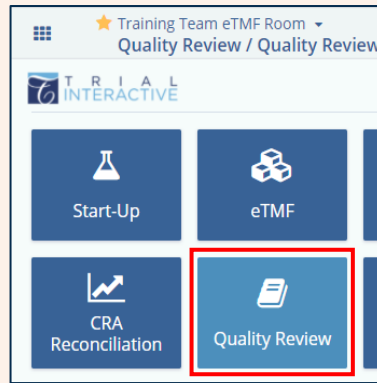 Training Team eTMF Room
Quality Review / Quality Review
TRIAL
INTERACTIVE
Start-Up
eTMF
CRA
Reconciliation
Quality Review